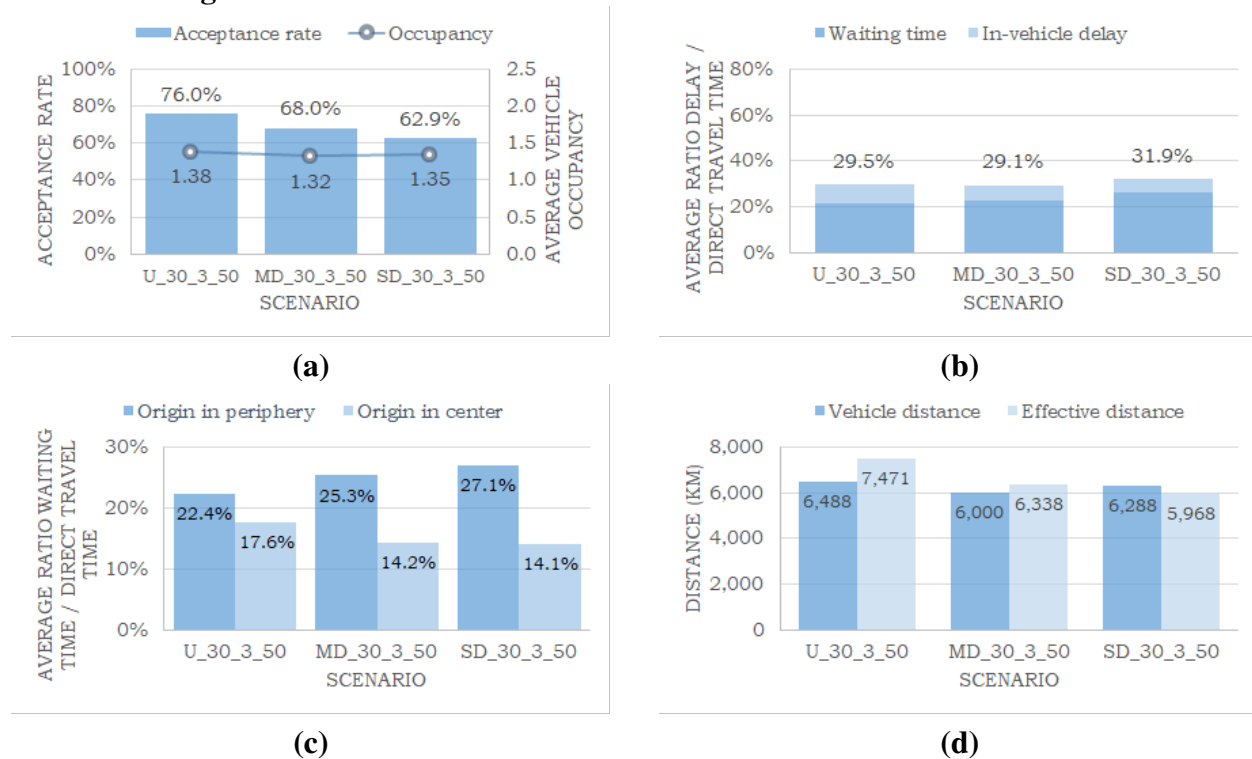 Acceptance rate Occupancy
ACCEPTANCE RATE
100%
80%
60%
40%
20%
0%
76.0%
68.0%
62.9%
1.38
1.32
1.35
2.5
2.0
1.5
1.0
0.5
0.0
AVERAGE VEHICLE
OCCUPANCY
U_30_3_50 MD_30_3_50 SD_30_3_50
SCENARIO
(a)
Waiting time In-vehicle delay
AVERAGE RATIO DELAY /
DIRECT TRAVEL TIME
80%
60%
40%
20%
0%
29.5%
29.1%
31.9%
U_30_3_50 MD_30_3_50 SD_30_3_50
SCENARIO
(b)
Origin in periphery Origin in center
AVERAGE RATIO WAITING
TIME / DIRECT TRAVEL
TIME
30%
20%
10%
0%
22.4%
17.6%
25.3%
14.2%
27.1%
14.1%
U_30_3_50 MD_30_3_50 SD_30_3_50
SCENARIO
(c)
Vehicle distance Effective distance
DISTANCE (KM)
8,000
6,000
4,000
2,000
0
6,488
7,471
6,000
6,338
6,288
5,968
U_30_3_50 MD_30_3_50 SD_30_3_50
SCENARIO
(d)